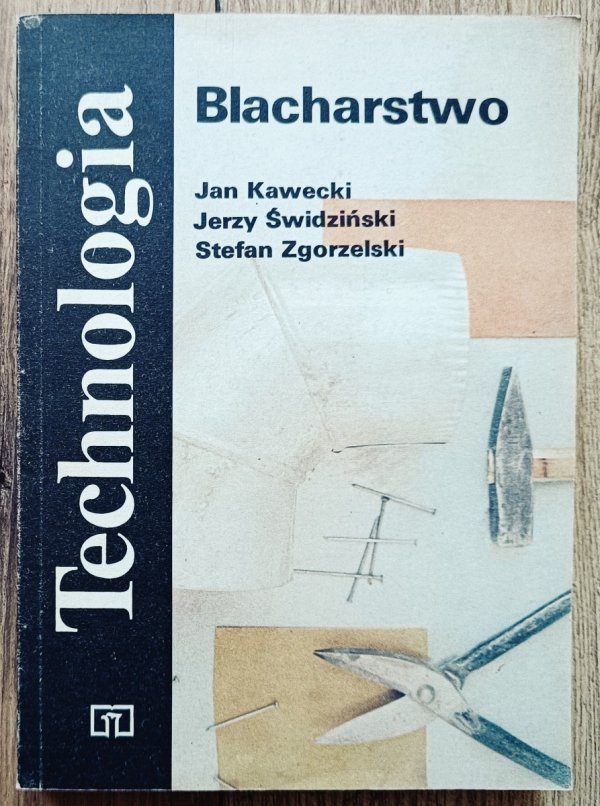 Technologia
Blacharstwo
Jan Kawecki
Jerzy Świdziński
Stefan Zgorzelski